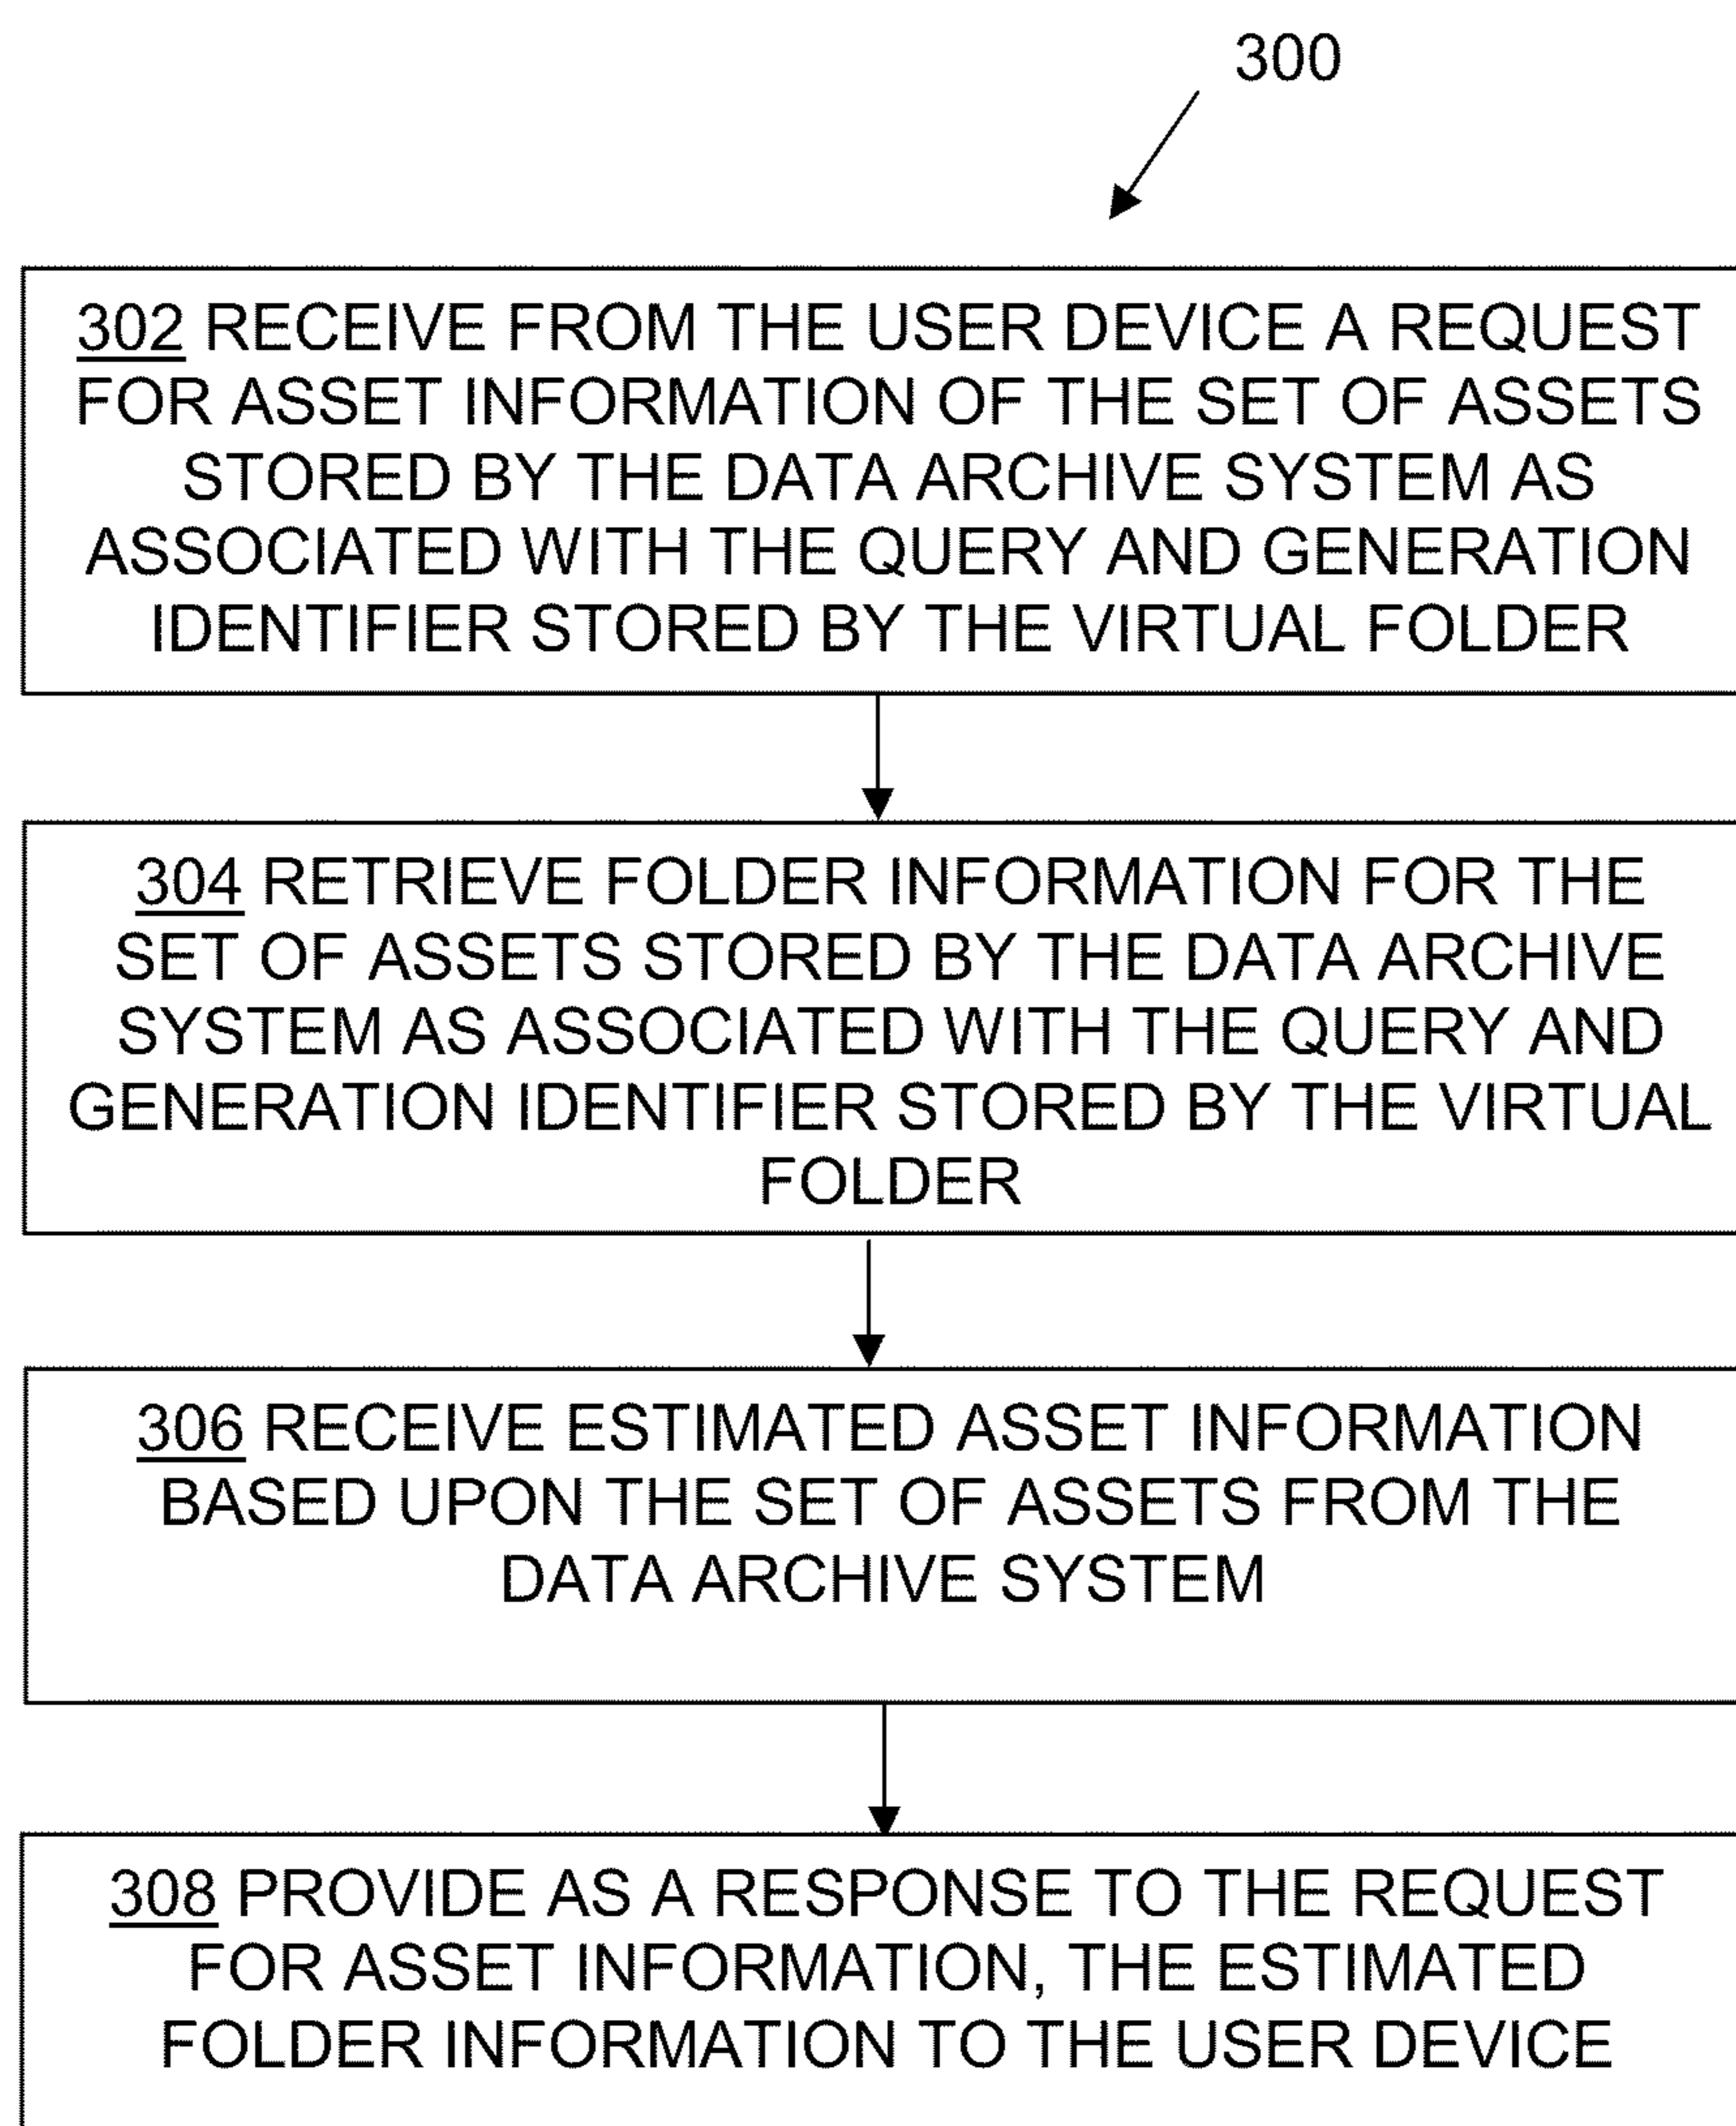 300
302 RECEIVE FROM THE USER DEVICE A REQUEST
FOR ASSET INFORMATION OF THE SET OF ASSETS
STORED BY THE DATA ARCHIVE SYSTEM AS
ASSOCIATED WITH THE QUERY AND GENERATION
IDENTIFIER STORED BY THE VIRTUAL FOLDER
304 RETRIEVE FOLDER INFORMATION FOR THE
SET OF ASSETS STORED BY THE DATA ARCHIVE
SYSTEM AS ASSOCIATED WITH THE QUERY AND
GENERATION IDENTIFIER STORED BY THE VIRTUAL
FOLDER
306 RECEIVE ESTIMATED ASSET INFORMATION
BASED UPON THE SET OF ASSETS FROM THE
DATA ARCHIVE SYSTEM
308 PROVIDE AS A RESPONSE TO THE REQUEST
FOR ASSET INFORMATION, THE ESTIMATED
FOLDER INFORMATION TO THE USER DEVICE